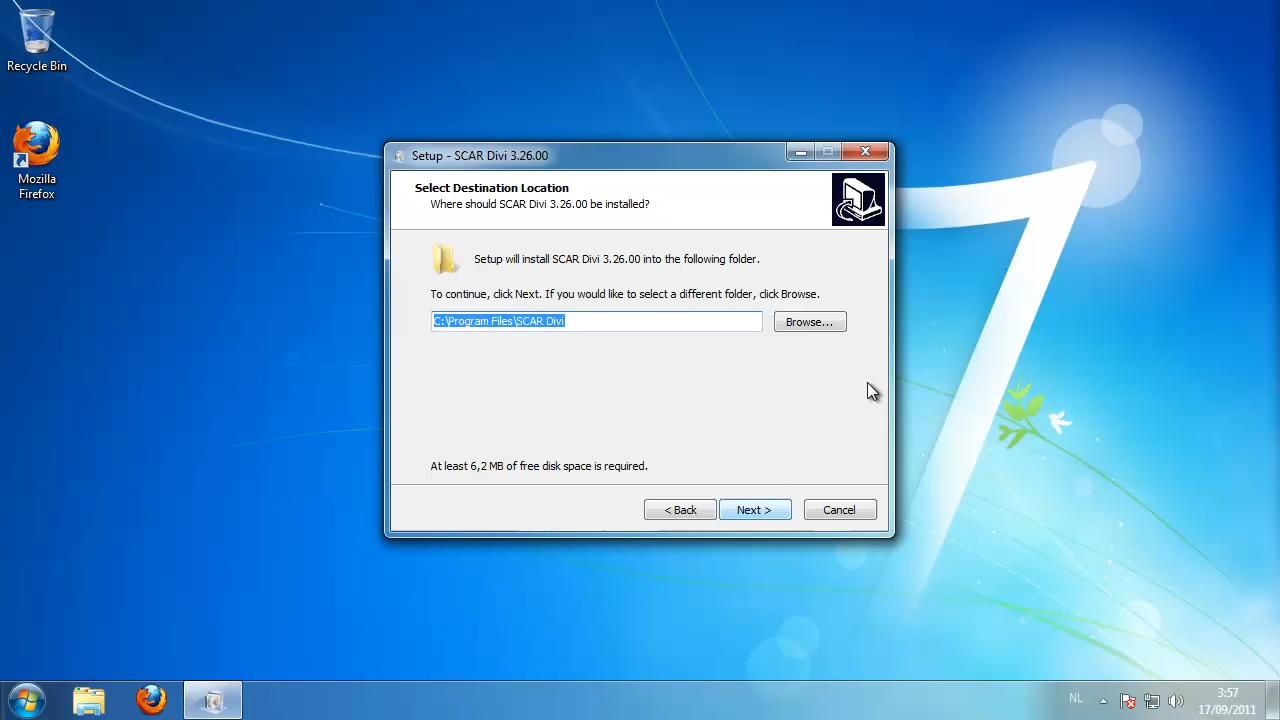 Recycle Bin
Mozilla
Firefox
Setup - SCAR Divi 3.26.00
Select Destination Location
Where should SCAR Divi 3.26.00 be installed?
Setup will install SCAR Divi 3.26.00 into the following folder.
To continue, click Next. If you would like to select a different folder, click Browse.
C:\Program Files\SCAR Divi
Browse...
At least 6,2 MB of free disk space is required.
< Back
Next >
Cancel
NL
3:57
17/09/2011